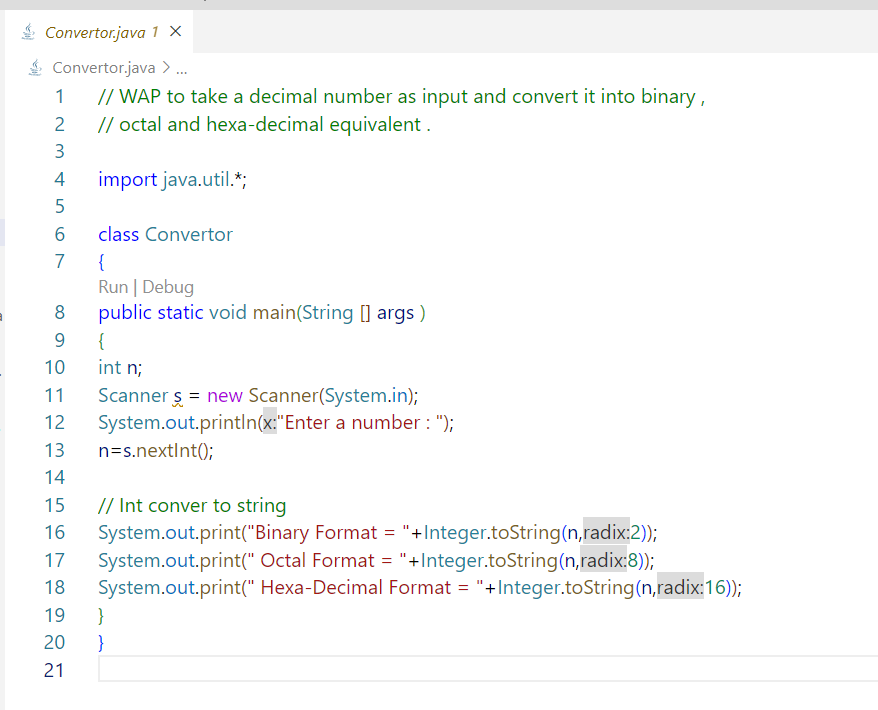 Convertor.java 1 ×
Convertor.java > ...
1 // WAP to take a decimal number as input and convert it into binary ,
2 // octal and hexa-decimal equivalent .
3
4 import java.util.*;
5
6 class Convertor
7 {
Run | Debug
8 public static void main(String [] args )
9 {
10 int n;
11 Scanner s = new Scanner(System.in);
12 System.out.println(x:"Enter a number : ");
13 n=s.nextInt();
14
15 // Int conver to string
16 System.out.print("Binary Format = "+Integer.toString(n,radix:2));
17 System.out.print(" Octal Format = "+Integer.toString(n,radix:8));
18 System.out.print(" Hexa-Decimal Format = "+Integer.toString(n,radix:16));
19 }
20 }
21